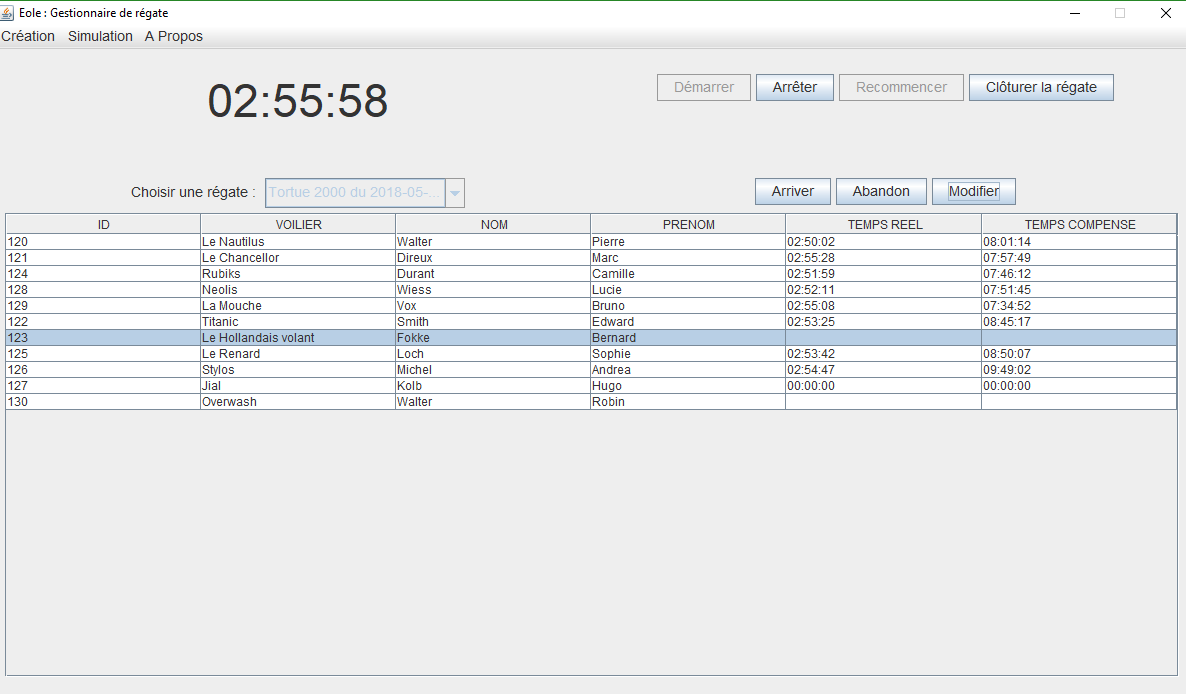 Eole : Gestionnaire de régate
Création Simulation A Propos
02:55:58
Démarrer Arrêter Recommencer Clôturer la régate
Choisir une régate : Tortue 2000 du 2018-05-... Arriver Abandon Modifier
ID VOILIER NOM PRENOM TEMPS REEL TEMPS COMPENSE
120 Le Nautilus Walter Pierre 02:50:02 08:01:14
121 Le Chancellor Direux Marc 02:55:28 07:57:49
124 Rubiks Durant Camille 02:51:59 07:46:12
128 Neolis Wiess Lucie 02:52:11 07:51:45
129 La Mouche Vox Bruno 02:55:08 07:34:52
122 Titanic Smith Edward 02:53:25 08:45:17
123 Le Hollandais volant Fokke Bernard
125 Le Renard Loch Sophie 02:53:42 08:50:07
126 Stylos Michel Andrea 02:54:47 09:49:02
127 Jial Kolb Hugo 00:00:00 00:00:00
130 Overwash Walter Robin